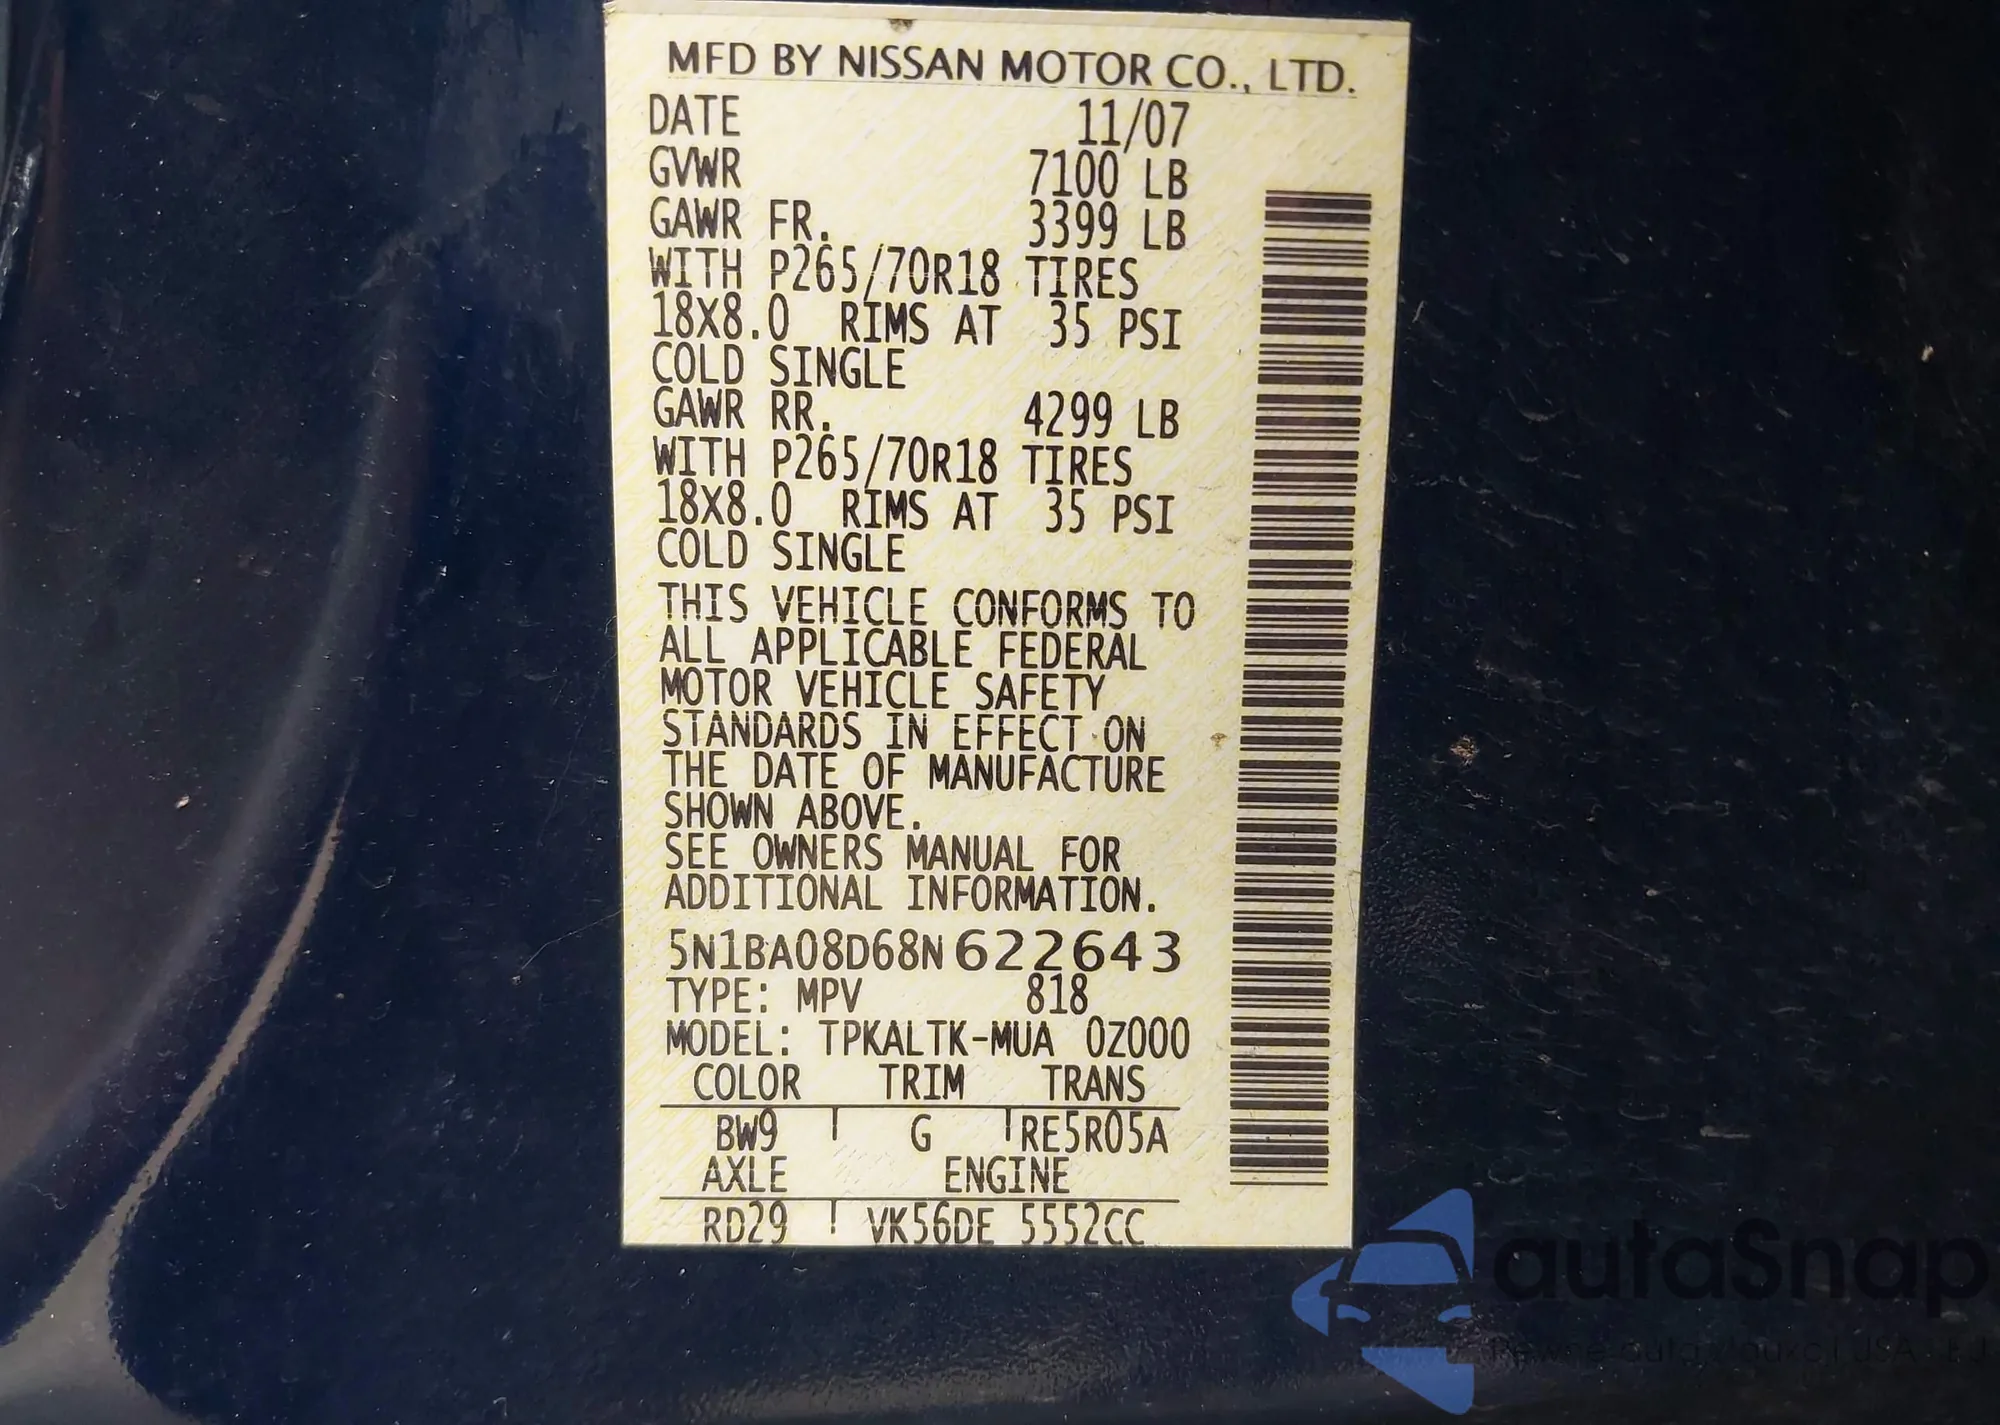 MFD BY NISSAN MOTOR CO., LTD.
DATE 11/07
GVWR 7100 LB
GAWR FR. 3399 LB
WITH P265/70R18 TIRES
18X8.0 RIMS AT 35 PSI
COLD SINGLE
GAWR RR. 4299 LB
WITH P265/70R18 TIRES
18X8.0 RIMS AT 35 PSI
COLD SINGLE
THIS VEHICLE CONFORMS TO
ALL APPLICABLE FEDERAL
MOTOR VEHICLE SAFETY
STANDARDS IN EFFECT ON
THE DATE OF MANUFACTURE
SHOWN ABOVE.
SEE OWNERS MANUAL FOR
ADDITIONAL INFORMATION.
5N1BA08D68N622643
TYPE: MPV 818
MODEL: TPKALTK-MUA 0Z000
COLOR TRIM TRANS
BW9 G RE5R05A
AXLE ENGINE
RD29 VK56DE 5552CC
autaSnap